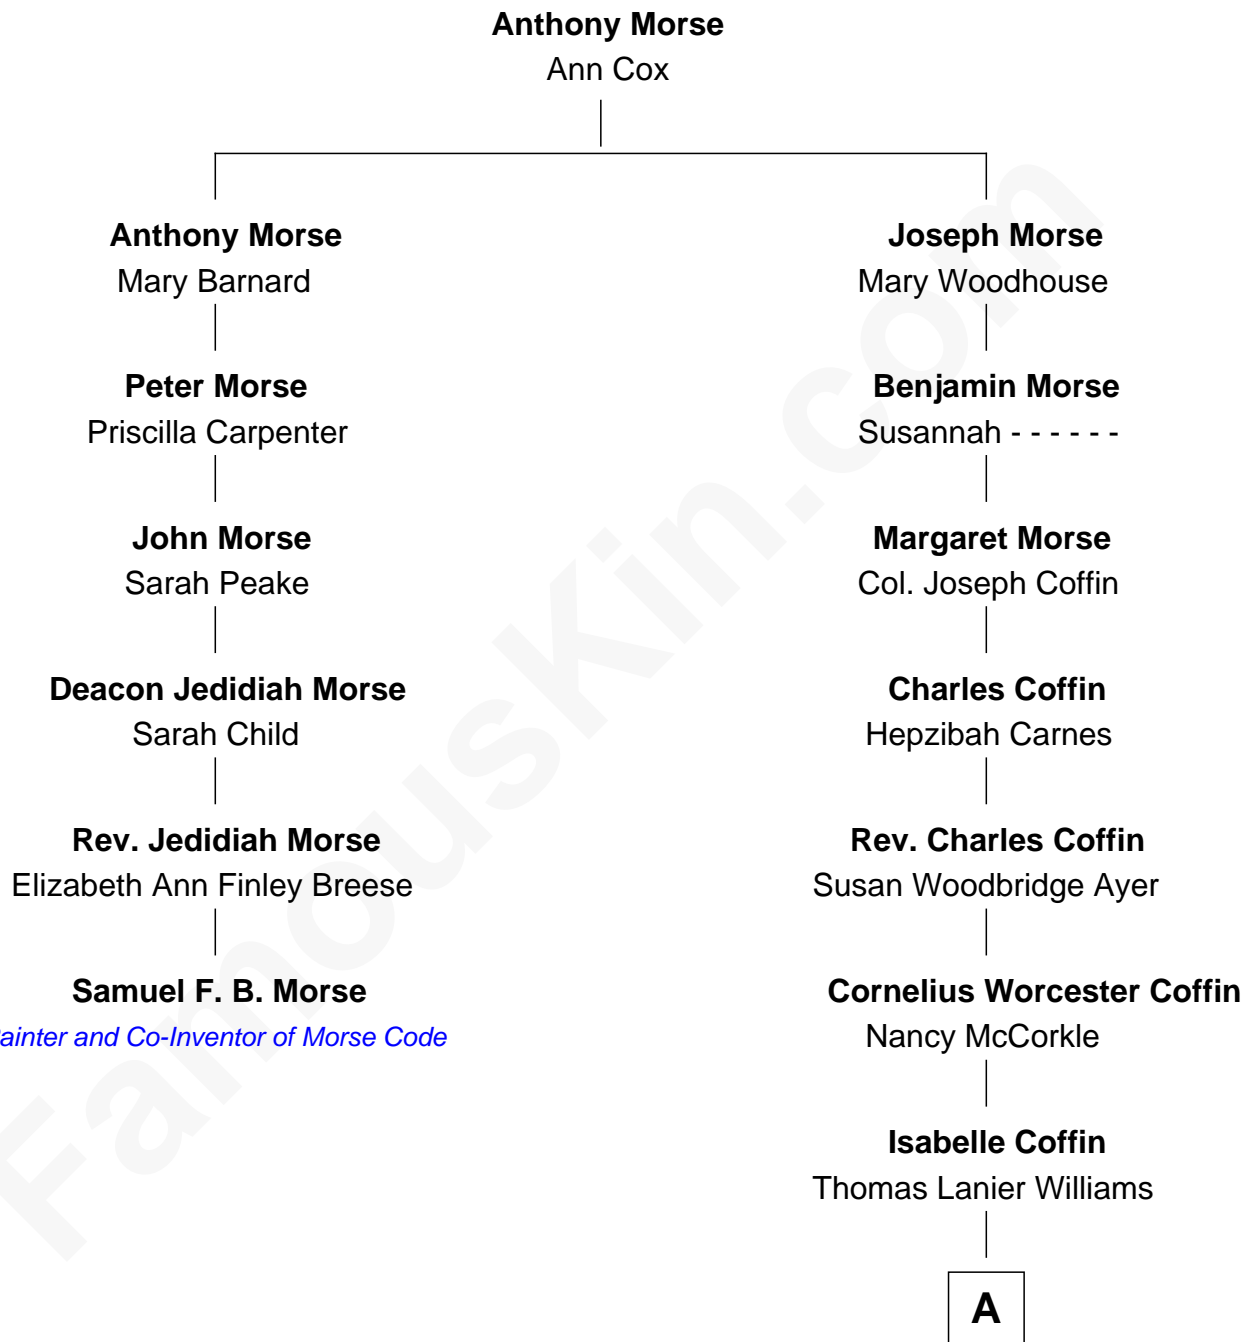 Anthony Morse
Ann Cox
Anthony Morse
Mary Barnard
Joseph Morse
Mary Woodhouse
Peter Morse
Priscilla Carpenter
Benjamin Morse
Susannah - - - - - -
John Morse
Sarah Peake
Margaret Morse
Col. Joseph Coffin
Deacon Jedidiah Morse
Sarah Child
Charles Coffin
Hepzibah Carnes
Rev. Jedidiah Morse
Elizabeth Ann Finley Breese
Rev. Charles Coffin
Susan Woodbridge Ayer
Samuel F. B. Morse
ainter and Co-Inventor of Morse Code
Cornelius Worcester Coffin
Nancy McCorkle
Isabelle Coffin
Thomas Lanier Williams
A
FamousKin.com